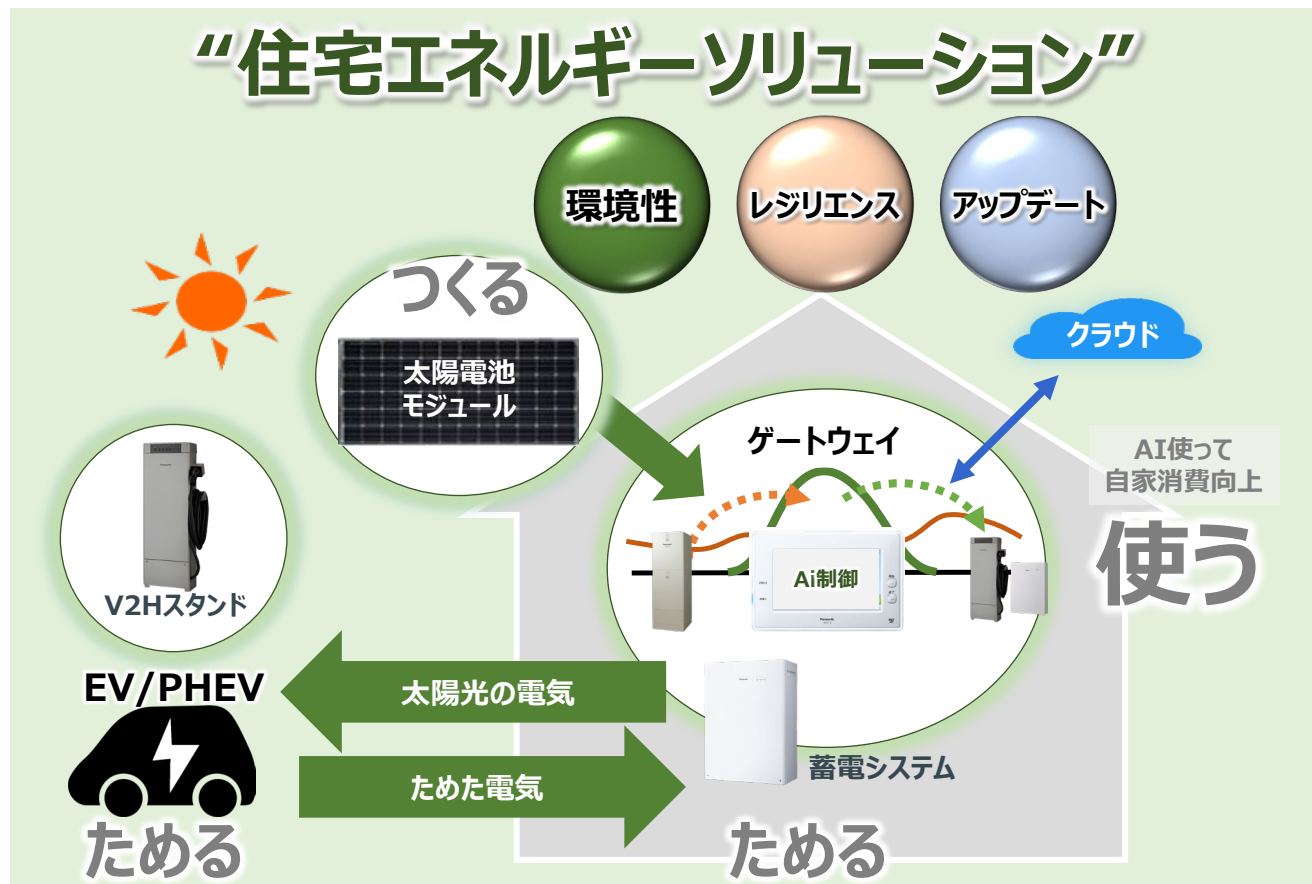 “住宅エネルギーソリューション”
環境性
レジリエンス
アップデート
つくる
太陽電池
モジュール
クラウド
ゲートウェイ
AI使って
自家消費向上
使う
Ai制御
V2Hスタンド
EV/PHEV
太陽光の電気
ためた電気
蓄電システム
ためる
ためる